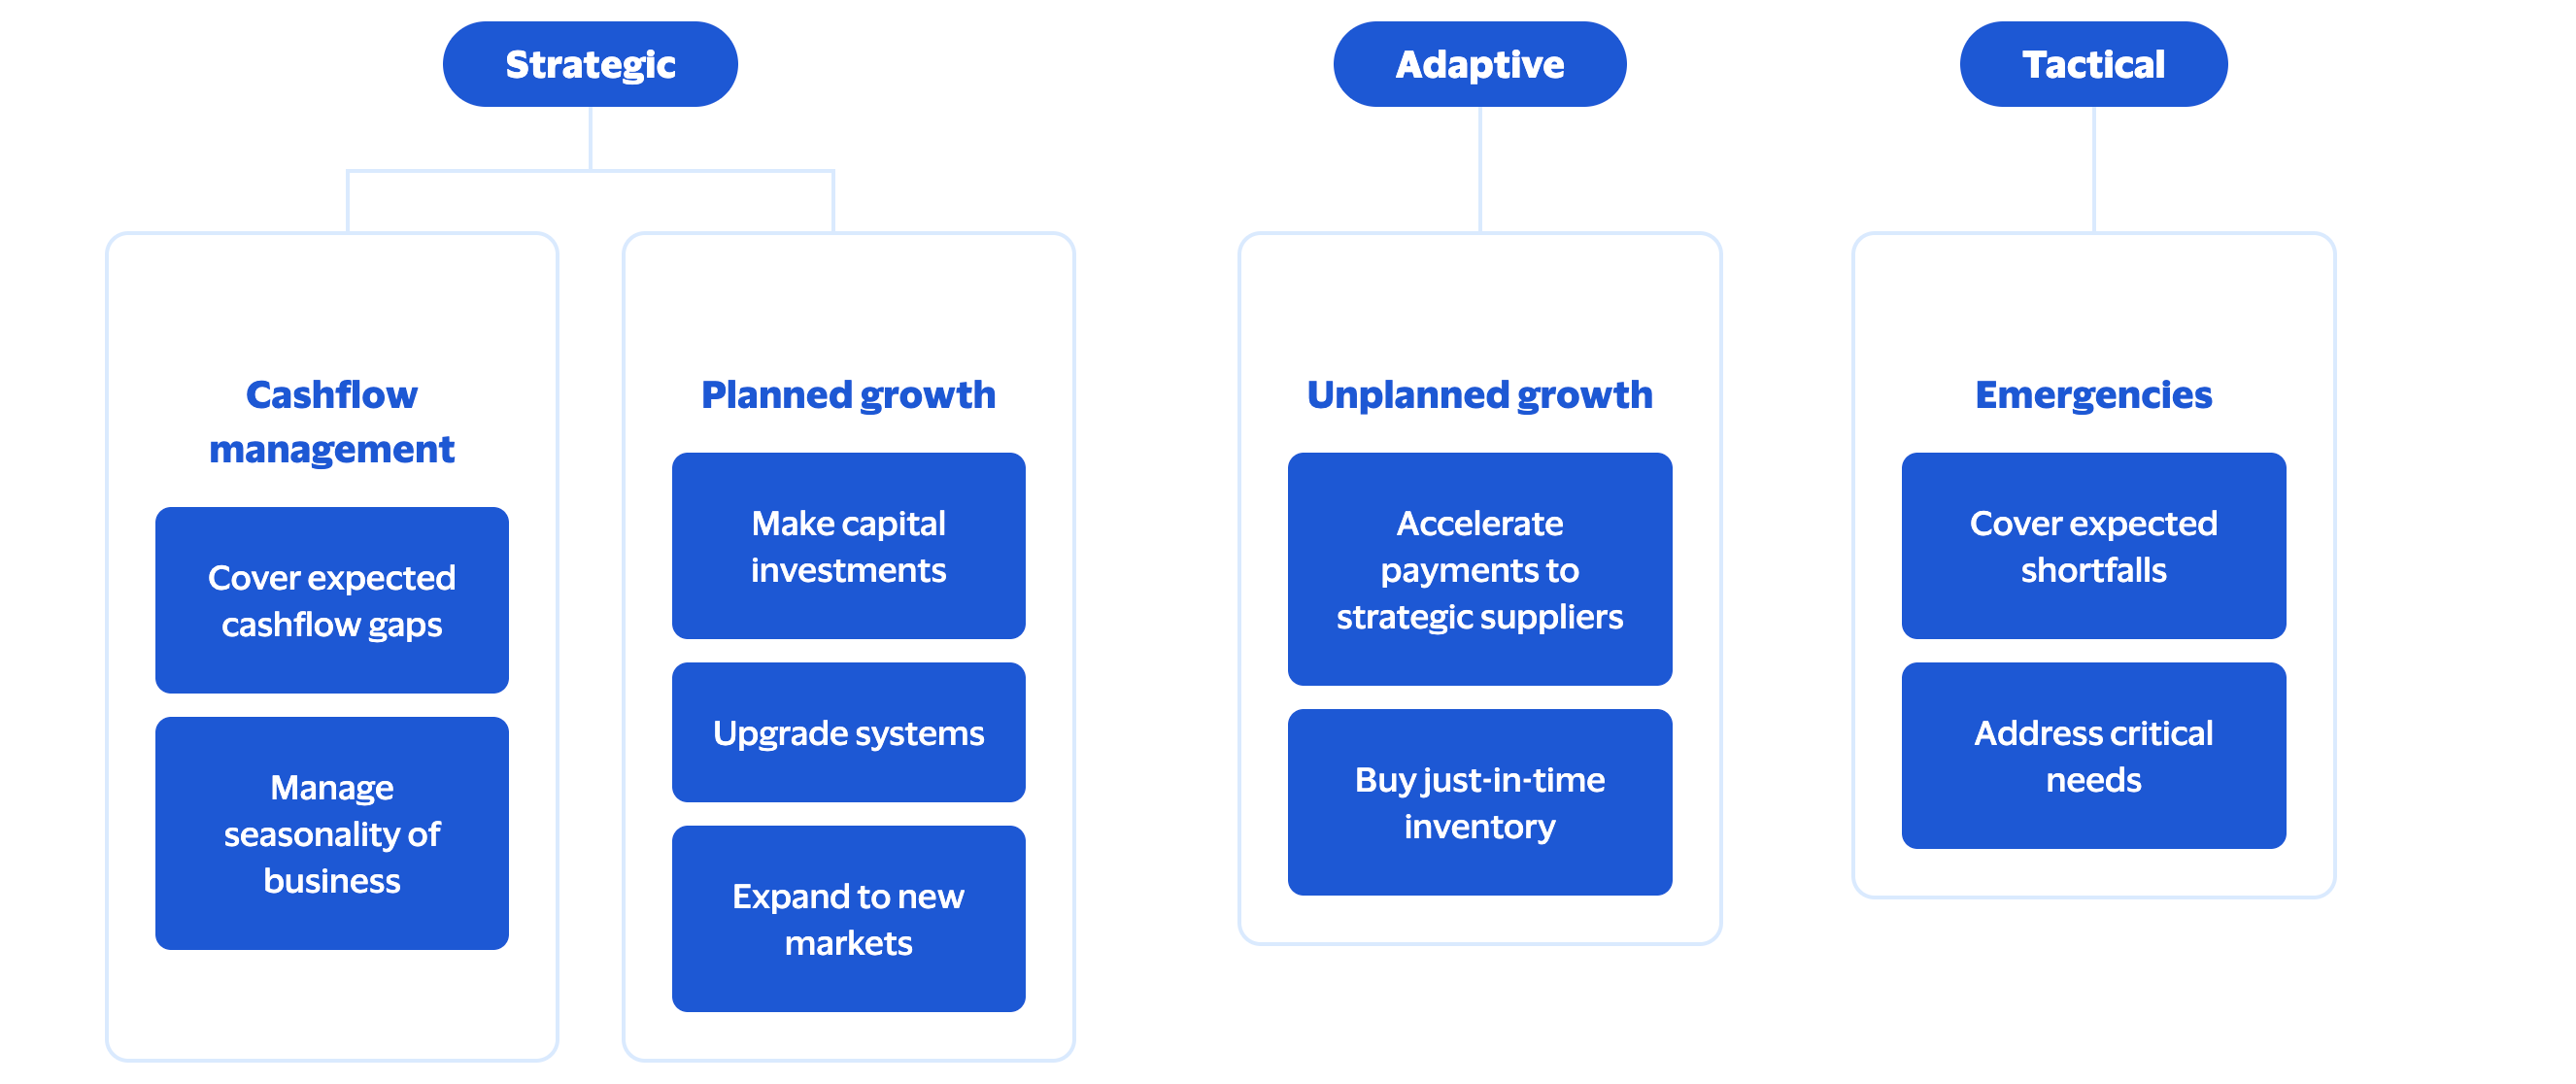 Strategic
Adaptive
Tactical
Cashflow
management
Cover expected
cashflow gaps
Manage
seasonality of
business
Planned growth
Make capital
investments
Upgrade systems
Expand to new
markets
Unplanned growth
Accelerate
payments to
strategic suppliers
Buy just-in-time
inventory
Emergencies
Cover expected
shortfalls
Address critical
needs